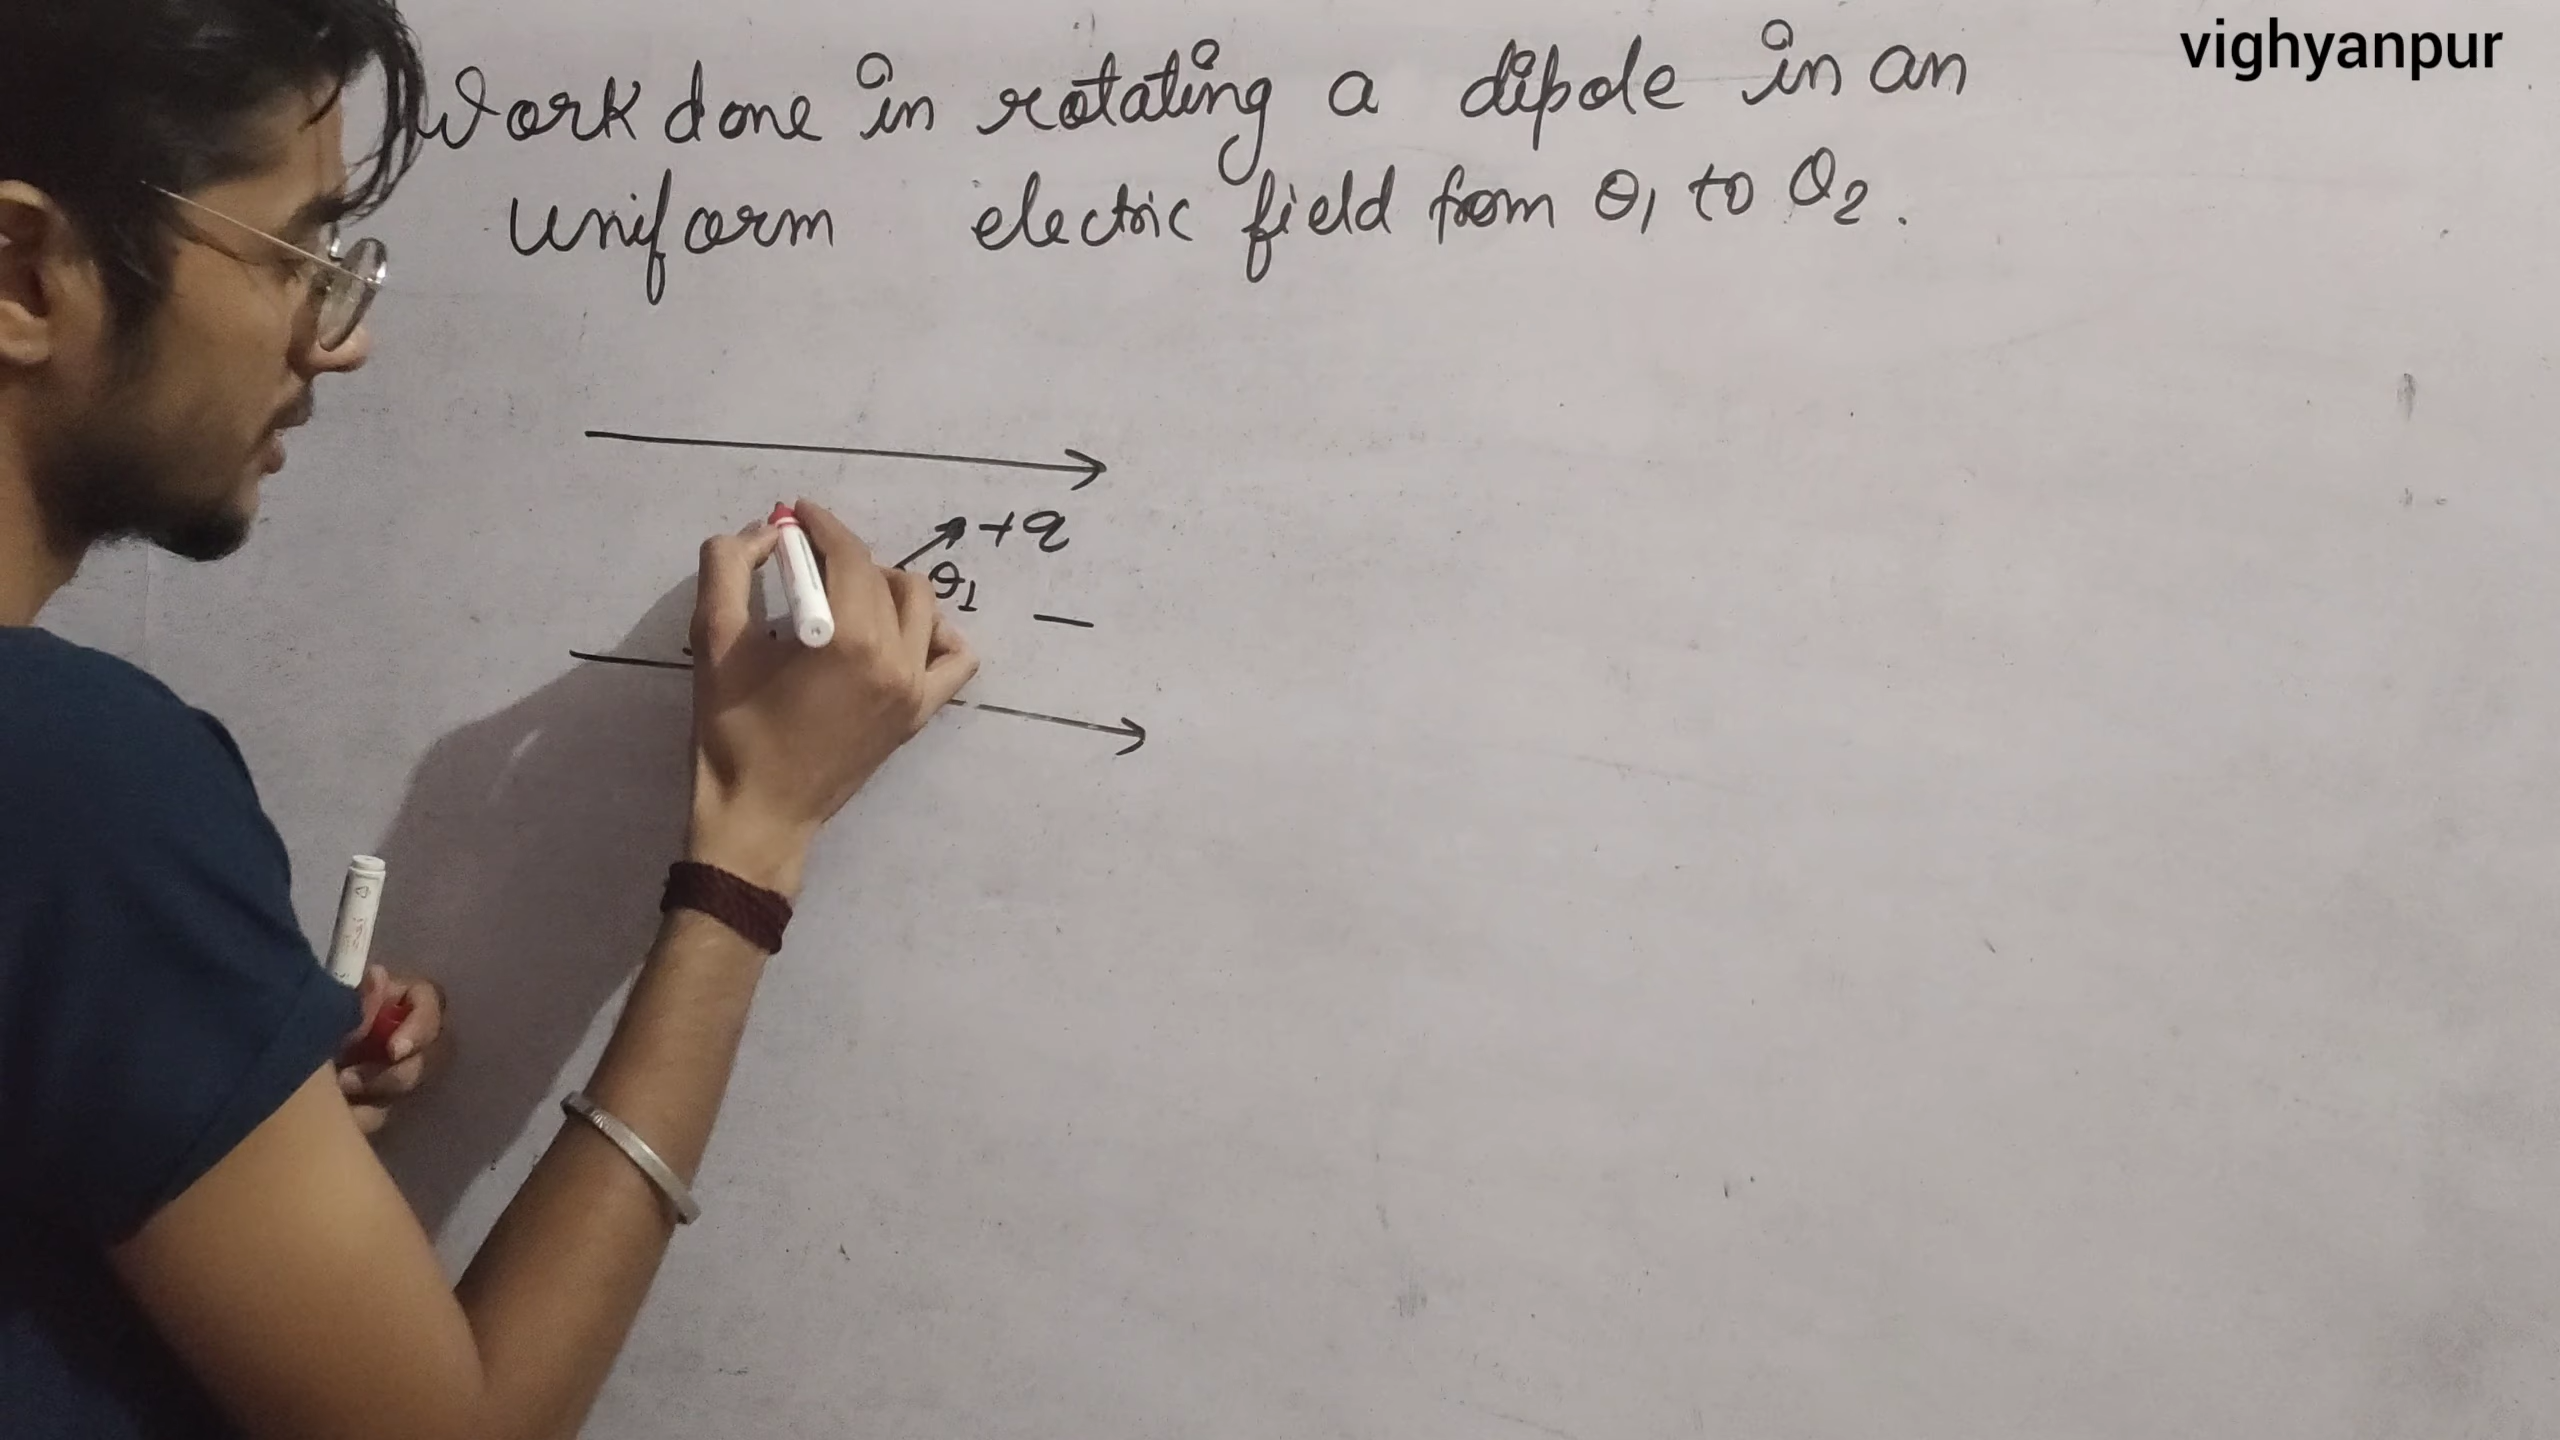 vighyanpur
Work done in rotating a dipole in an
uniform electric field from θ1 to θ2.
+q
θ1